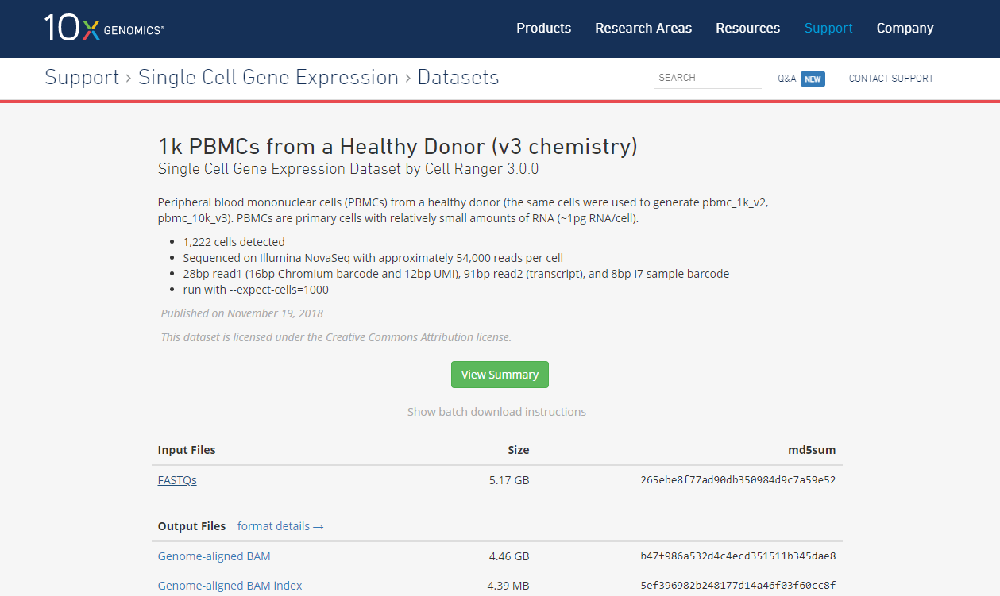 10x GENOMICS
Products Research Areas Resources Support Company
Support › Single Cell Gene Expression › Datasets
SEARCH Q&A NEW CONTACT SUPPORT
1k PBMCs from a Healthy Donor (v3 chemistry)
Single Cell Gene Expression Dataset by Cell Ranger 3.0.0
Peripheral blood mononuclear cells (PBMCs) from a healthy donor (the same cells were used to generate pbmc_1k_v2,
pbmc_10k_v3). PBMCs are primary cells with relatively small amounts of RNA (~1pg RNA/cell).
• 1,222 cells detected
• Sequenced on Illumina NovaSeq with approximately 54,000 reads per cell
• 28bp read1 (16bp Chromium barcode and 12bp UMI), 91bp read2 (transcript), and 8bp I7 sample barcode
• run with --expect-cells=1000
Published on November 19, 2018
This dataset is licensed under the Creative Commons Attribution license.
View Summary
Show batch download instructions
Input Files Size md5sum
FASTQs 5.17 GB 265ebe8f77ad90db350984d9c7a59e52
Output Files format details →
Genome-aligned BAM 4.46 GB b47f986a532d4c4ecd351511b345dae8
Genome-aligned BAM index 4.39 MB 5ef396982b248177d14a46f03f60cc8f